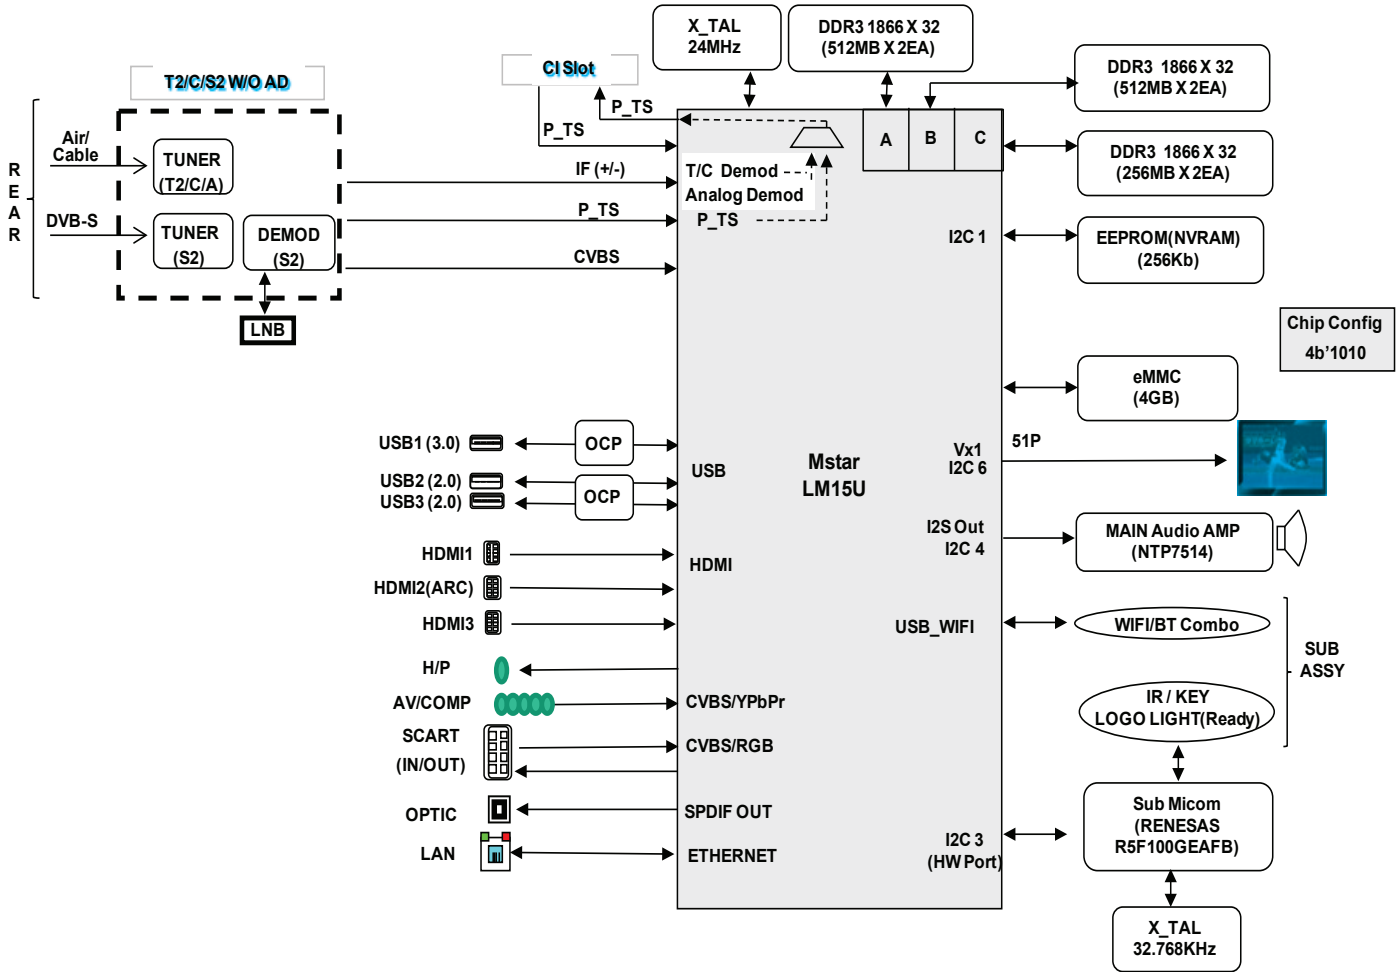 X_TAL
24MHz
DDR3 1866 X 32
(512MB X 2EA)
CI Slot
DDR3 1866 X 32
(512MB X 2EA)
T2/C/S2 W/O AD
P_TS
P_TS
A
B
C
DDR3 1866 X 32
(256MB X 2EA)
REAR
Air/
Cable
TUNER
(T2/C/A)
IF (+/-)
T/C Demod
Analog Demod
P_TS
P_TS
DVB-S
TUNER
(S2)
DEMOD
(S2)
CVBS
I2C 1
EEPROM(NVRAM)
(256Kb)
LNB
Chip Config
4b'1010
eMMC
(4GB)
USB1 (3.0)
OCP
USB2 (2.0)
USB3 (2.0)
OCP
USB
Mstar
LM15U
Vx1
I2C 6
51P
I2S Out
I2C 4
MAIN Audio AMP
(NTP7514)
HDMI1
HDMI2(ARC)
HDMI3
HDMI
USB_WIFI
WIFI/BT Combo
SUB
ASSY
H/P
AV/COMP
CVBS/YPbPr
IR / KEY
LOGO LIGHT(Ready)
SCART
(IN/OUT)
CVBS/RGB
OPTIC
SPDIF OUT
Sub Micom
(RENESAS
R5F100GEAFB)
LAN
ETHERNET
I2C 3
(HW Port)
X_TAL
32.768KHz